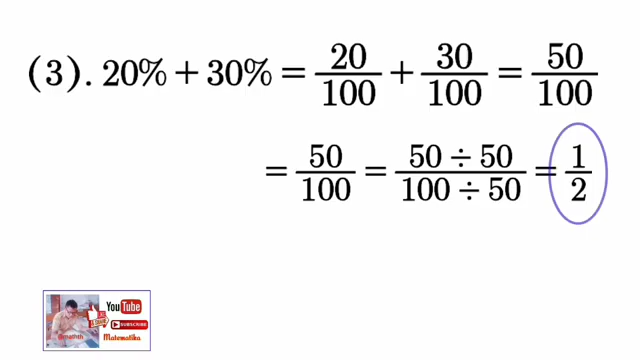 (3). 20% + 30% = 20/100 + 30/100 = 50/100
= 50/100 = 50 ÷ 50/100 ÷ 50 = 1/2
YouTube
SUBSCRIBE
Matematika